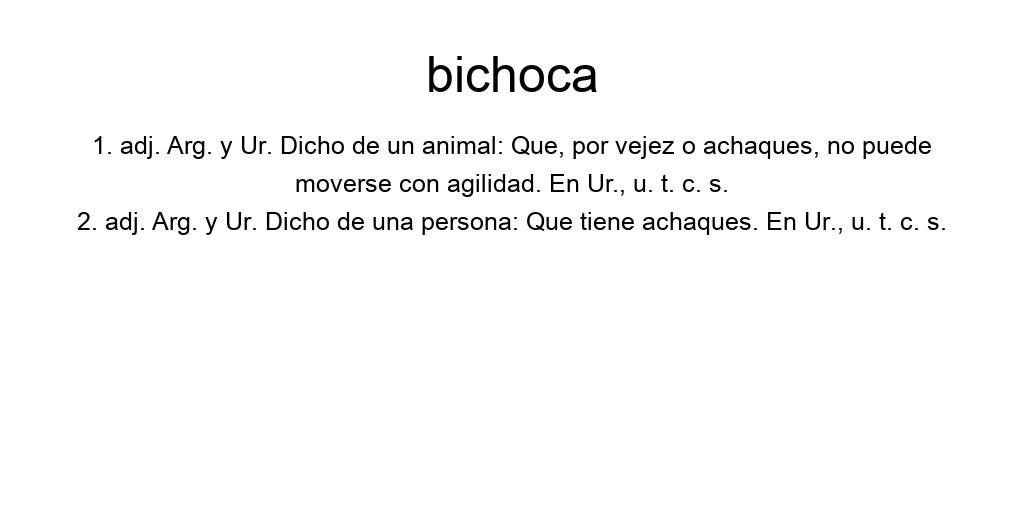 bichoca
1. adj. Arg. y Ur. Dicho de un animal: Que, por vejez o achaques, no puede
moverse con agilidad. En Ur., u. t. c. s.
2. adj. Arg. y Ur. Dicho de una persona: Que tiene achaques. En Ur., u. t. c. s.